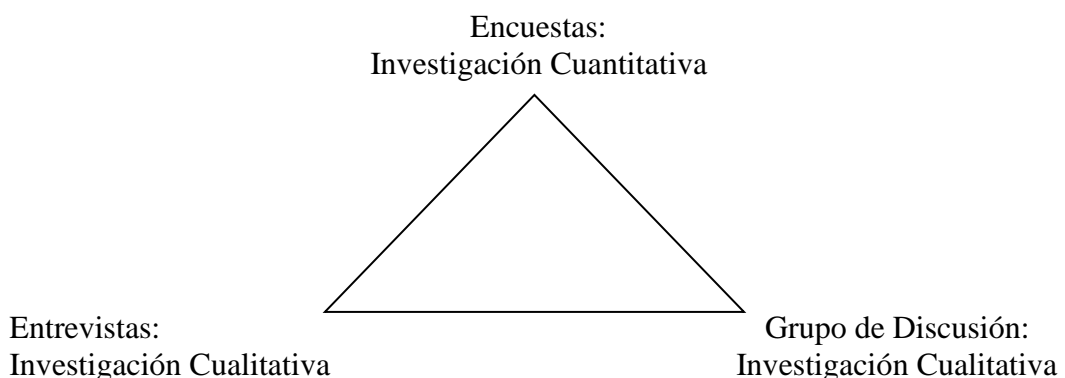 Encuestas:
Investigación Cuantitativa
Entrevistas:
Investigación Cualitativa
Grupo de Discusión:
Investigación Cualitativa